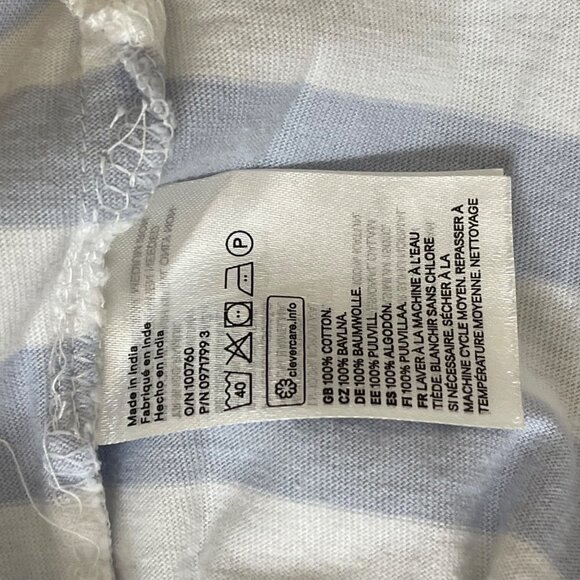 Made in India
Fabriqué en Inde
Hecho en India
O/N 100760
P/N 0971799 3
40
P
clevercare.info
GB 100% COTTON.
CZ 100% BAVLNA.
DE 100% BAUMWOLLE.
EE 100% PUUVILL.
ES 100% ALGODÓN.
FI 100% PUUVILLAA.
FR LAVER À LA MACHINE À L'EAU
TIÈDE. BLANCHIR SANS CHLORE
SI NÉCESSAIRE. SÉCHER À LA
MACHINE CYCLE MOYEN. REPASSER À
TEMPÉRATURE MOYENNE. NETTOYAGE